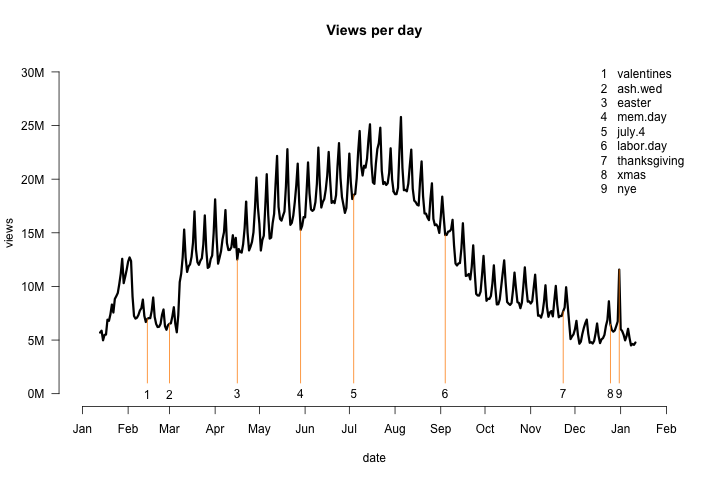 Views per day
30M
25M
20M
15M
10M
5M
0M
views
1 valentines
2 ash.wed
3 easter
4 mem.day
5 july.4
6 labor.day
7 thanksgiving
8 xmas
9 nye
1 2 3 4 5 6 7 8 9
Jan Feb Mar Apr May Jun Jul Aug Sep Oct Nov Dec Jan Feb
date